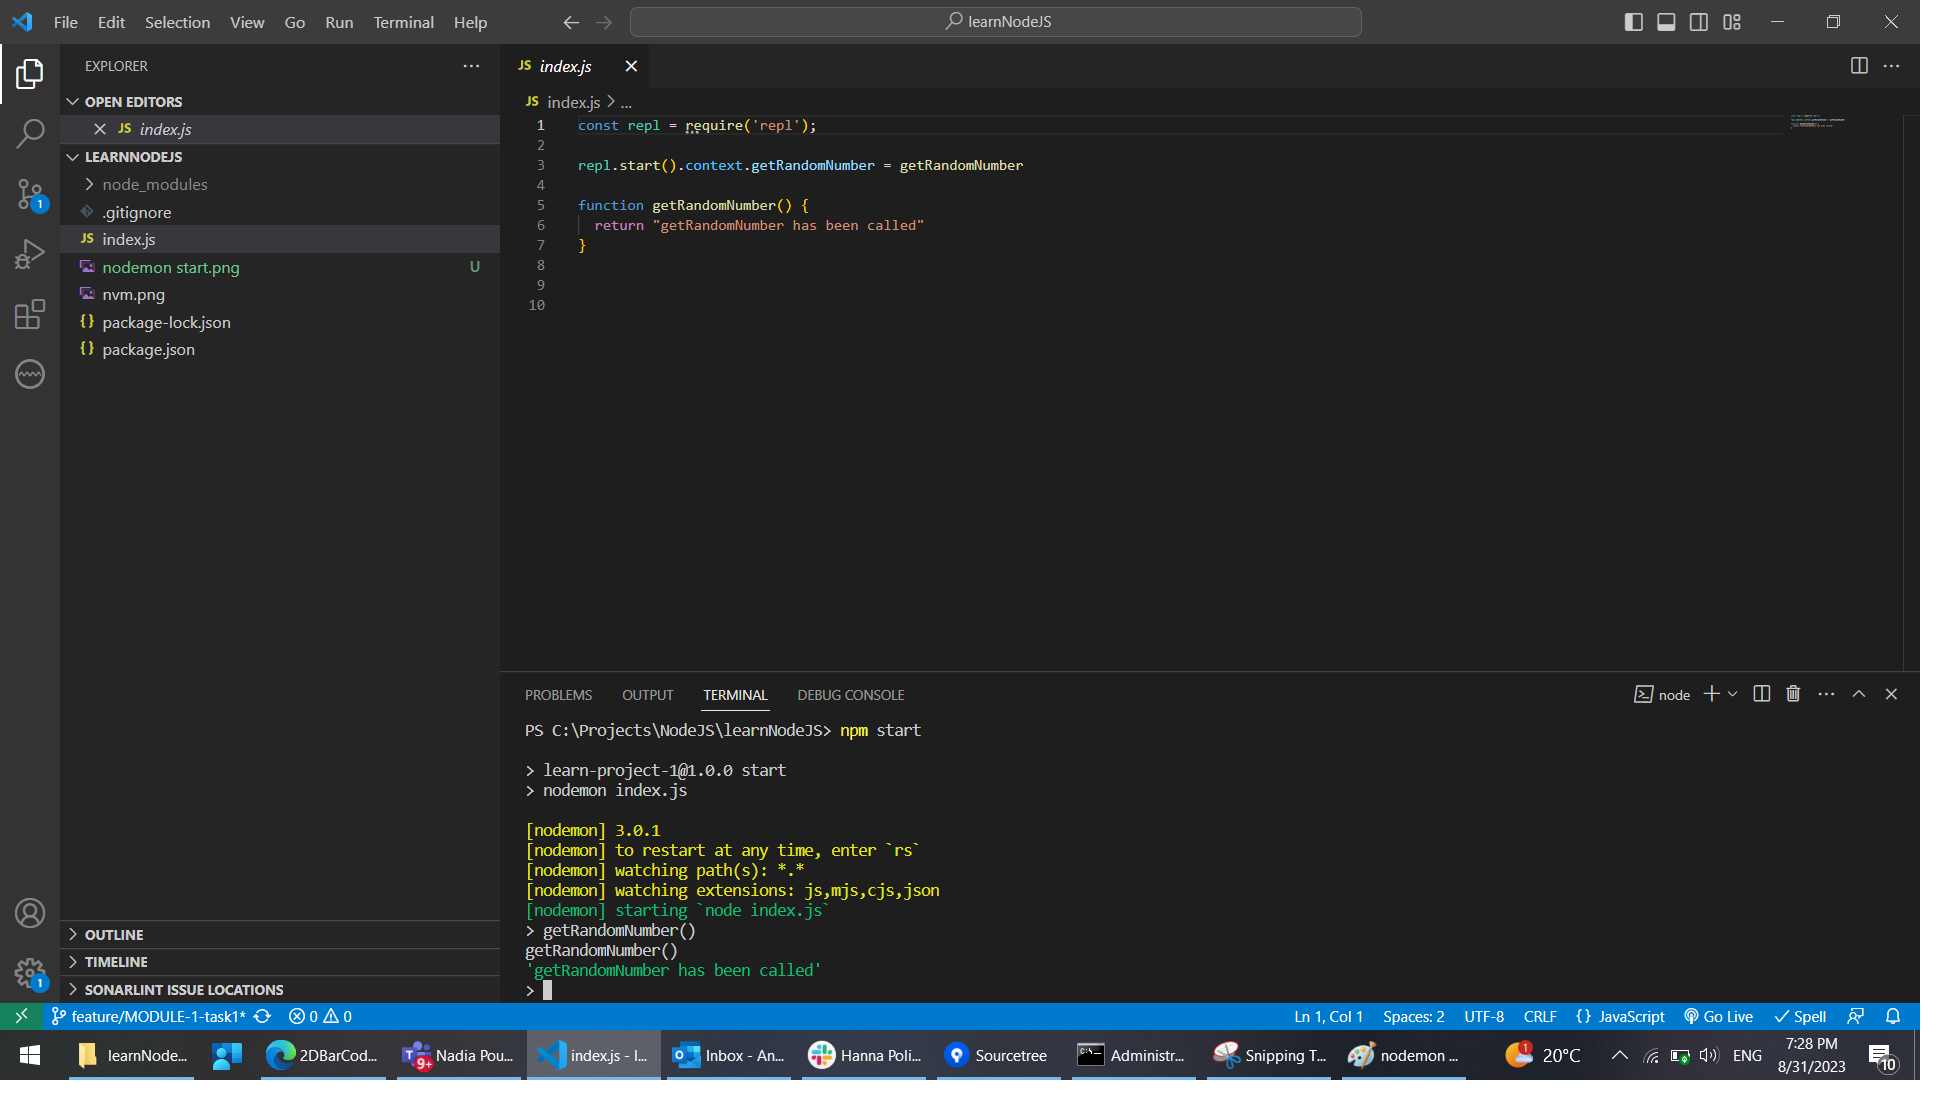 File Edit Selection View Go Run Terminal Help
learnNodeJS
EXPLORER
OPEN EDITORS
JS index.js
LEARNNODEJS
node_modules
.gitignore
JS index.js
nodemon start.png U
nvm.png
{} package-lock.json
{} package.json
OUTLINE
TIMELINE
SONARLINT ISSUE LOCATIONS
1
1
JS index.js
JS index.js > ...
1 const repl = require('repl');
2
3 repl.start().context.getRandomNumber = getRandomNumber
4
5 function getRandomNumber() {
6 return "getRandomNumber has been called"
7 }
8
9
10
PROBLEMS OUTPUT TERMINAL DEBUG CONSOLE
node
PS C:\Projects\NodeJS\learnNodeJS> npm start
> learn-project-1@1.0.0 start
> nodemon index.js
[nodemon] 3.0.1
[nodemon] to restart at any time, enter `rs`
[nodemon] watching path(s): *.*
[nodemon] watching extensions: js,mjs,cjs,json
[nodemon] starting `node index.js`
> getRandomNumber()
getRandomNumber()
'getRandomNumber has been called'
>
feature/MODULE-1-task1* 0 0
Ln 1, Col 1 Spaces: 2 UTF-8 CRLF {} JavaScript Go Live Spell
learnNode... 2DBarCod... 9+ Nadia Pou... index.js - l... Inbox - An... Hanna Poli... Sourcetree Administr... Snipping T... nodemon ...
1 20°C ENG
7:28 PM
8/31/2023
10